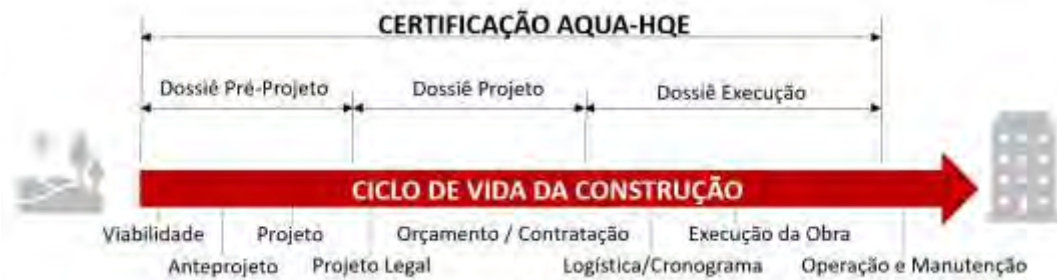 CERTIFICAÇÃO AQUA-HQE
Dossiê Pré-Projeto Dossiê Projeto Dossiê Execução
CICLO DE VIDA DA CONSTRUÇÃO
Viabilidade Projeto Orçamento / Contratação Execução da Obra
Anteprojeto Projeto Legal Logística/Cronograma Operação e Manutenção